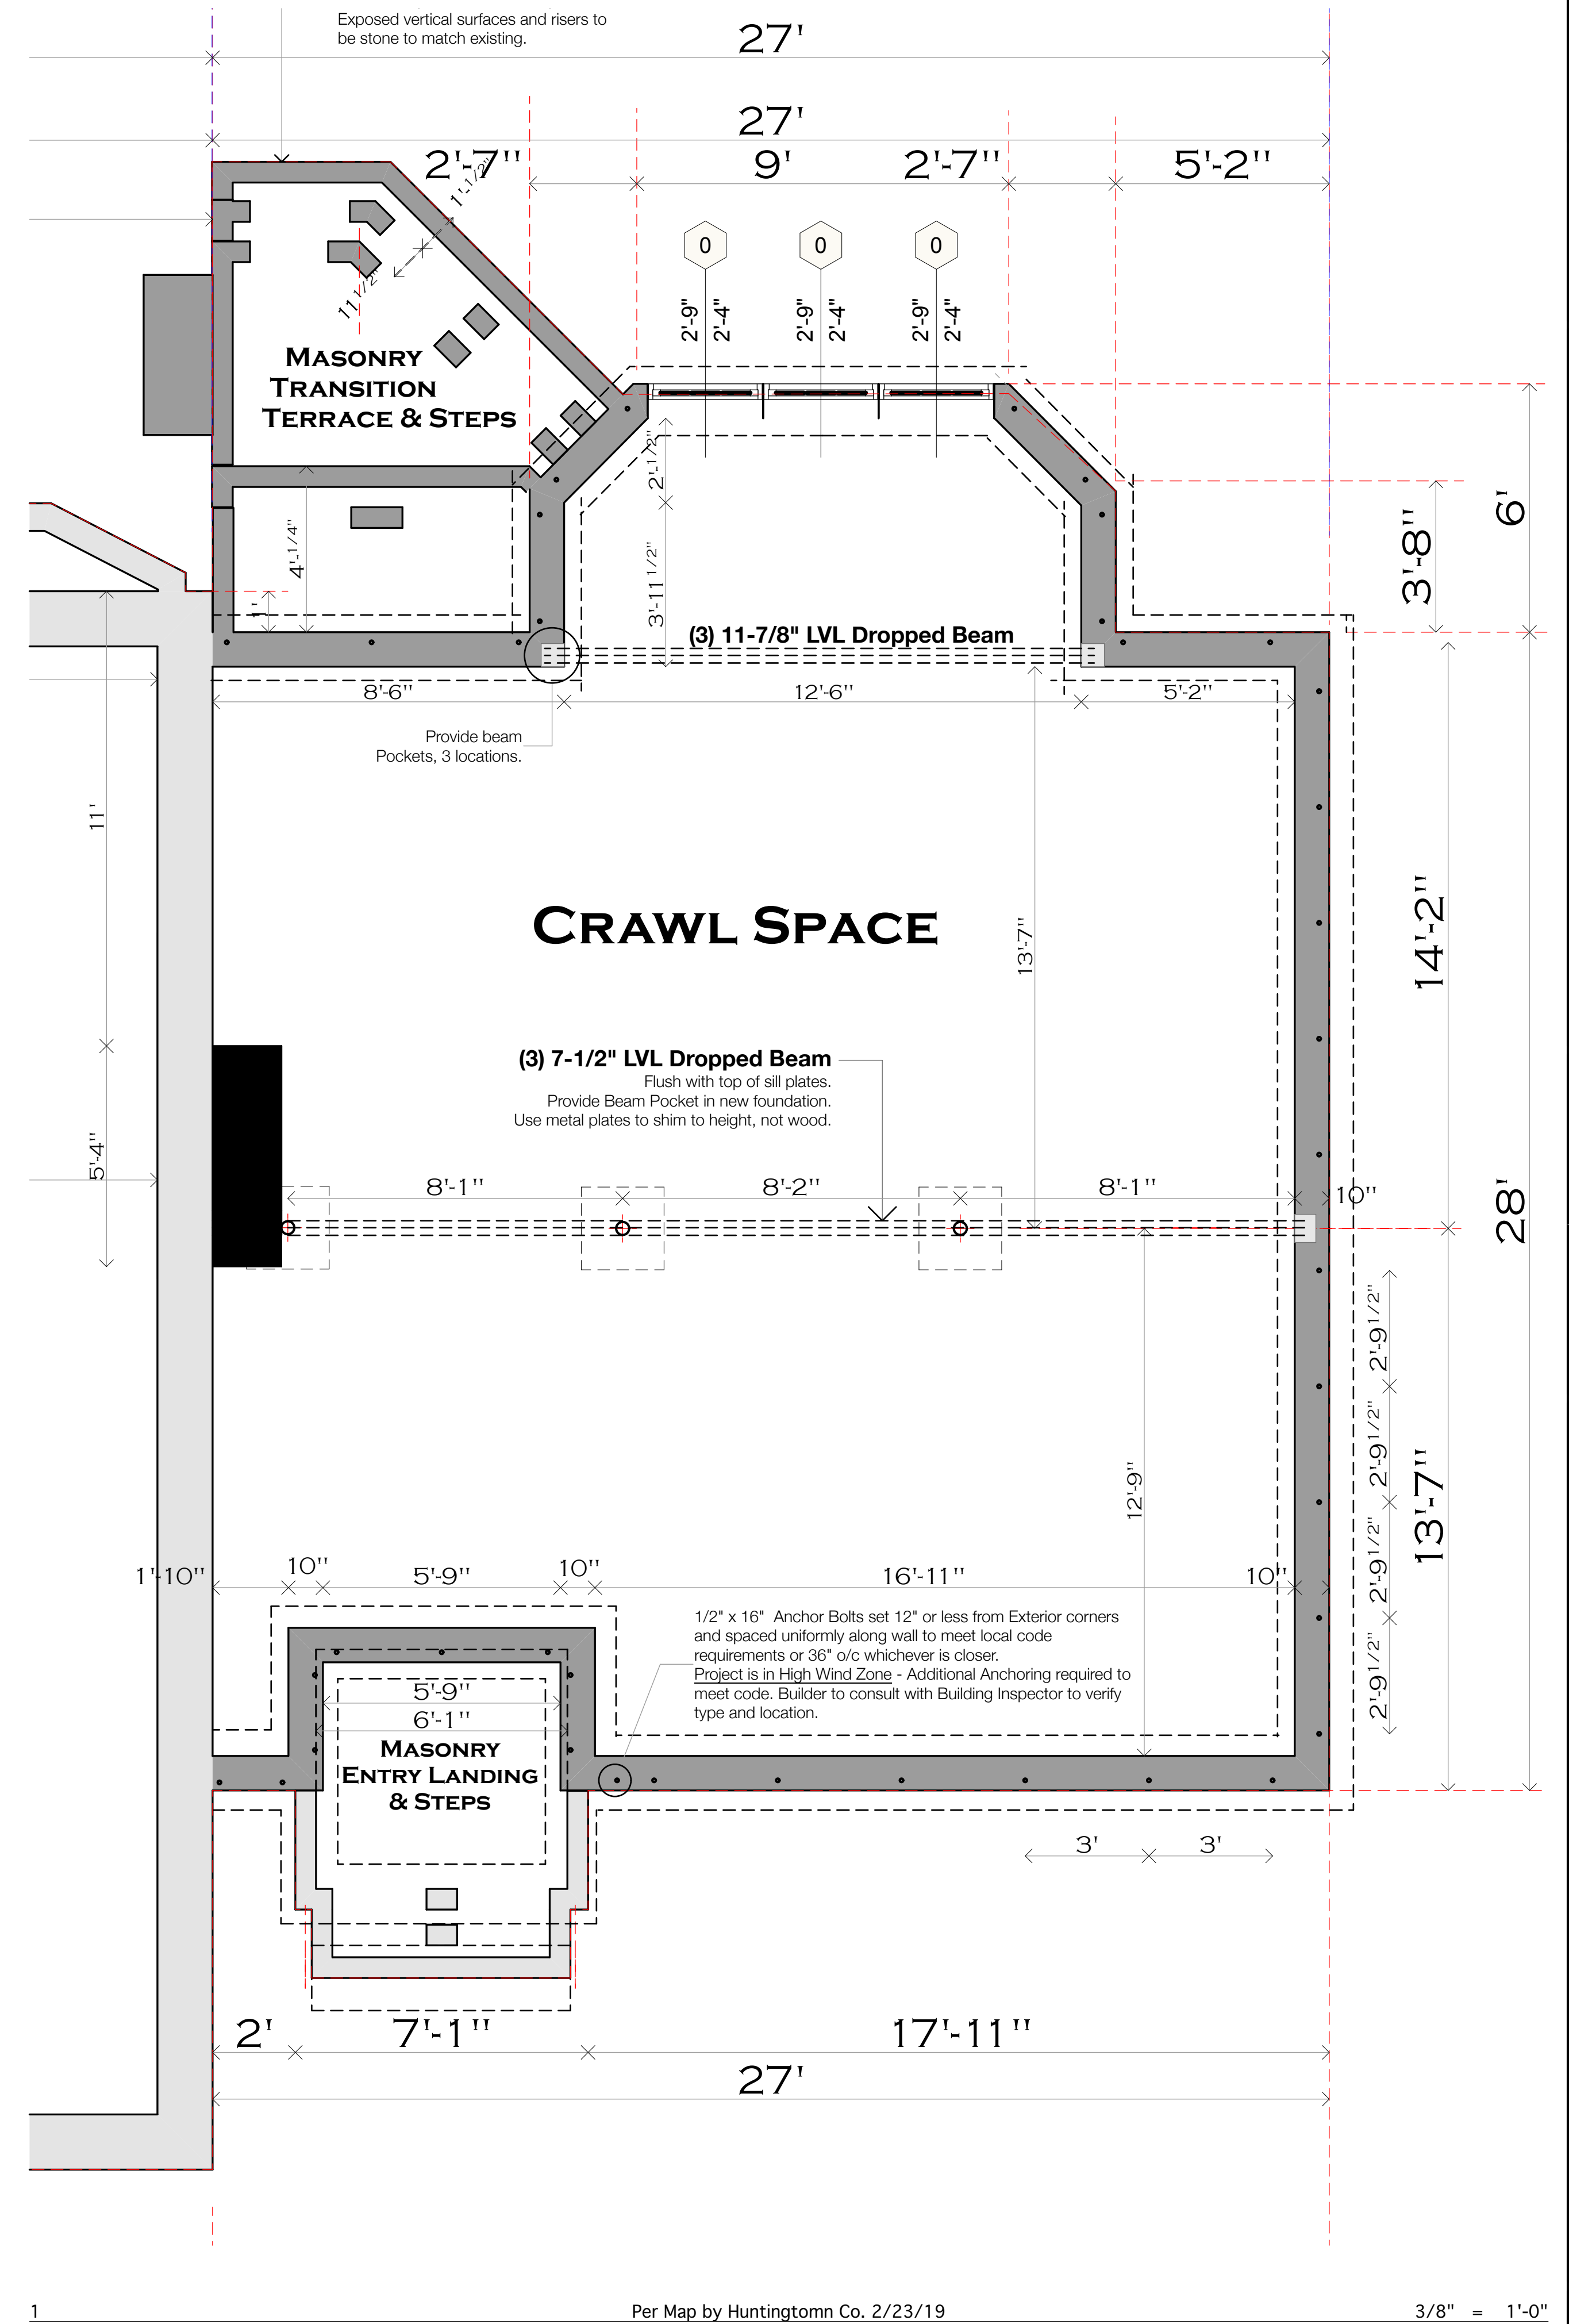 Exposed vertical surfaces and risers to
be stone to match existing.
27'
27'
2'-7"
9'
2'-7"
5'-2"
1'-1/2"
11 1/2"
0
0
0
2'-9"
2'-4"
2'-9"
2'-4"
2'-9"
2'-4"
Masonry
Transition
Terrace & Steps
2'-1/2"
3'-11 1/2"
4'-1/4"
1'
6'
3'-8"
(3) 11-7/8" LVL Dropped Beam
8'-6"
12'-6"
5'-2"
Provide beam
Pockets, 3 locations.
11'
Crawl Space
13'-7"
14'-2"
(3) 7-1/2" LVL Dropped Beam
Flush with top of sill plates.
Provide Beam Pocket in new foundation.
Use metal plates to shim to height, not wood.
5'-4"
8'-1"
8'-2"
8'-1"
10"
28'
2'-9 1/2"
2'-9 1/2"
2'-9 1/2"
2'-9 1/2"
13'-7"
12'-9"
1'-10"
10"
5'-9"
10"
16'-11"
10"
1/2" x 16" Anchor Bolts set 12" or less from Exterior corners
and spaced uniformly along wall to meet local code
requirements or 36" o/c whichever is closer.
Project is in High Wind Zone - Additional Anchoring required to
meet code. Builder to consult with Building Inspector to verify
type and location.
5'-9"
6'-1"
Masonry
Entry Landing
& Steps
3'
3'
2'
7'-1"
17'-11"
27'
1
Per Map by Huntingtomn Co. 2/23/19
3/8" = 1'-0"